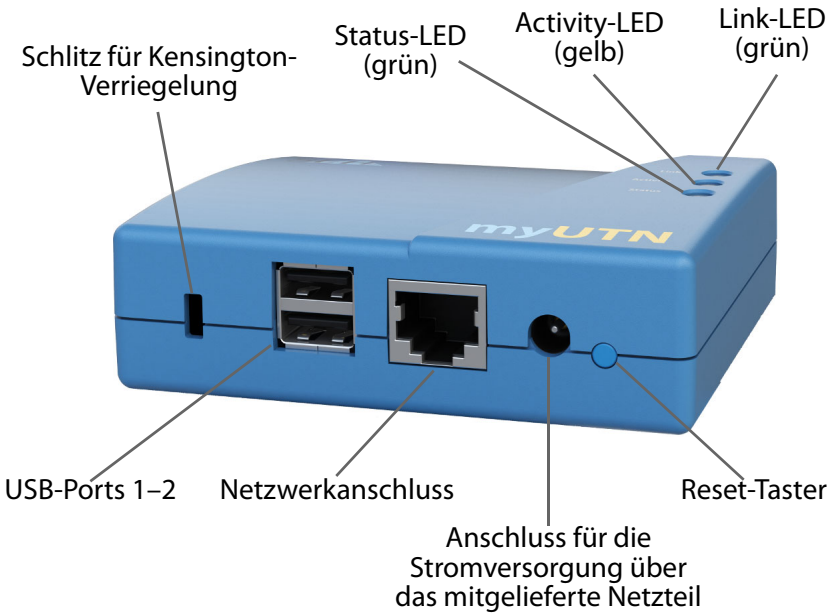 Activity-LED
(gelb)
Link-LED
(grün)
Status-LED
(grün)
Schlitz für Kensington-
Verriegelung
myUTN
USB-Ports 1–2
Netzwerkanschluss
Reset-Taster
Anschluss für die
Stromversorgung über
das mitgelieferte Netzteil